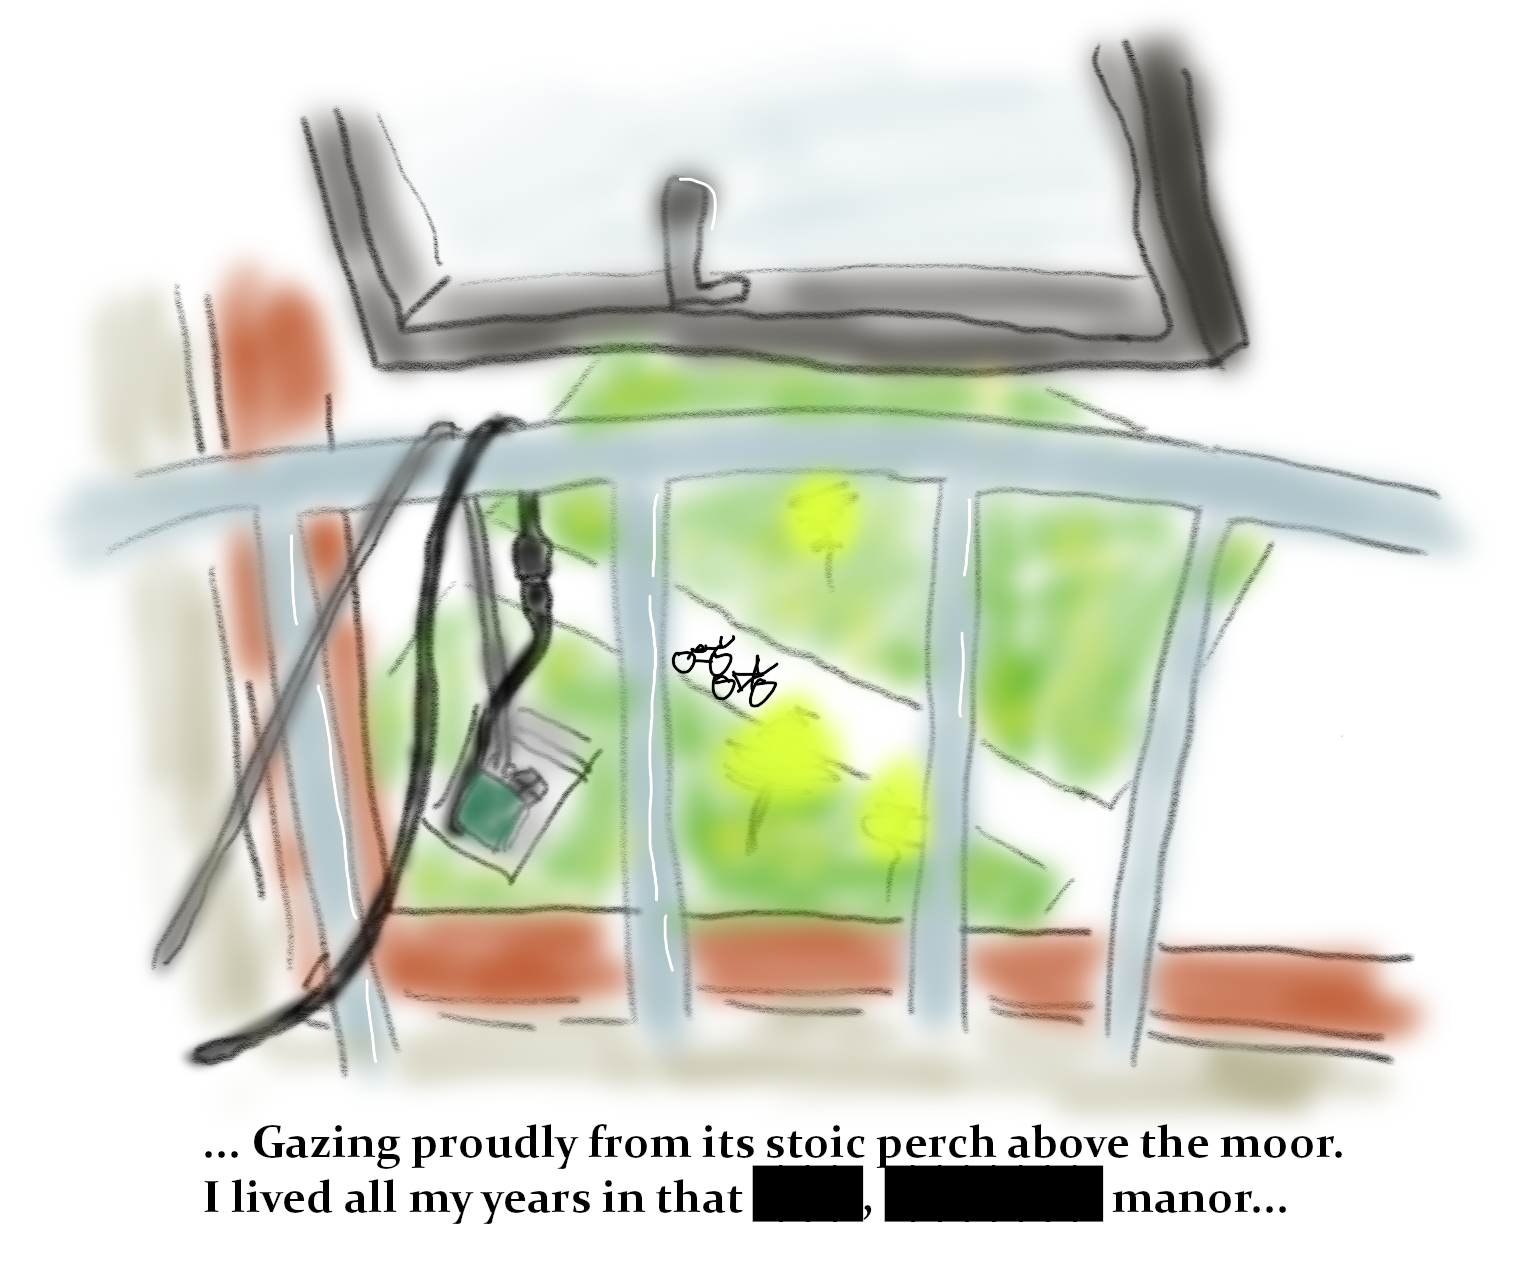 ... Gazing proudly from its stoic perch above the moor.
I lived all my years in that , manor...